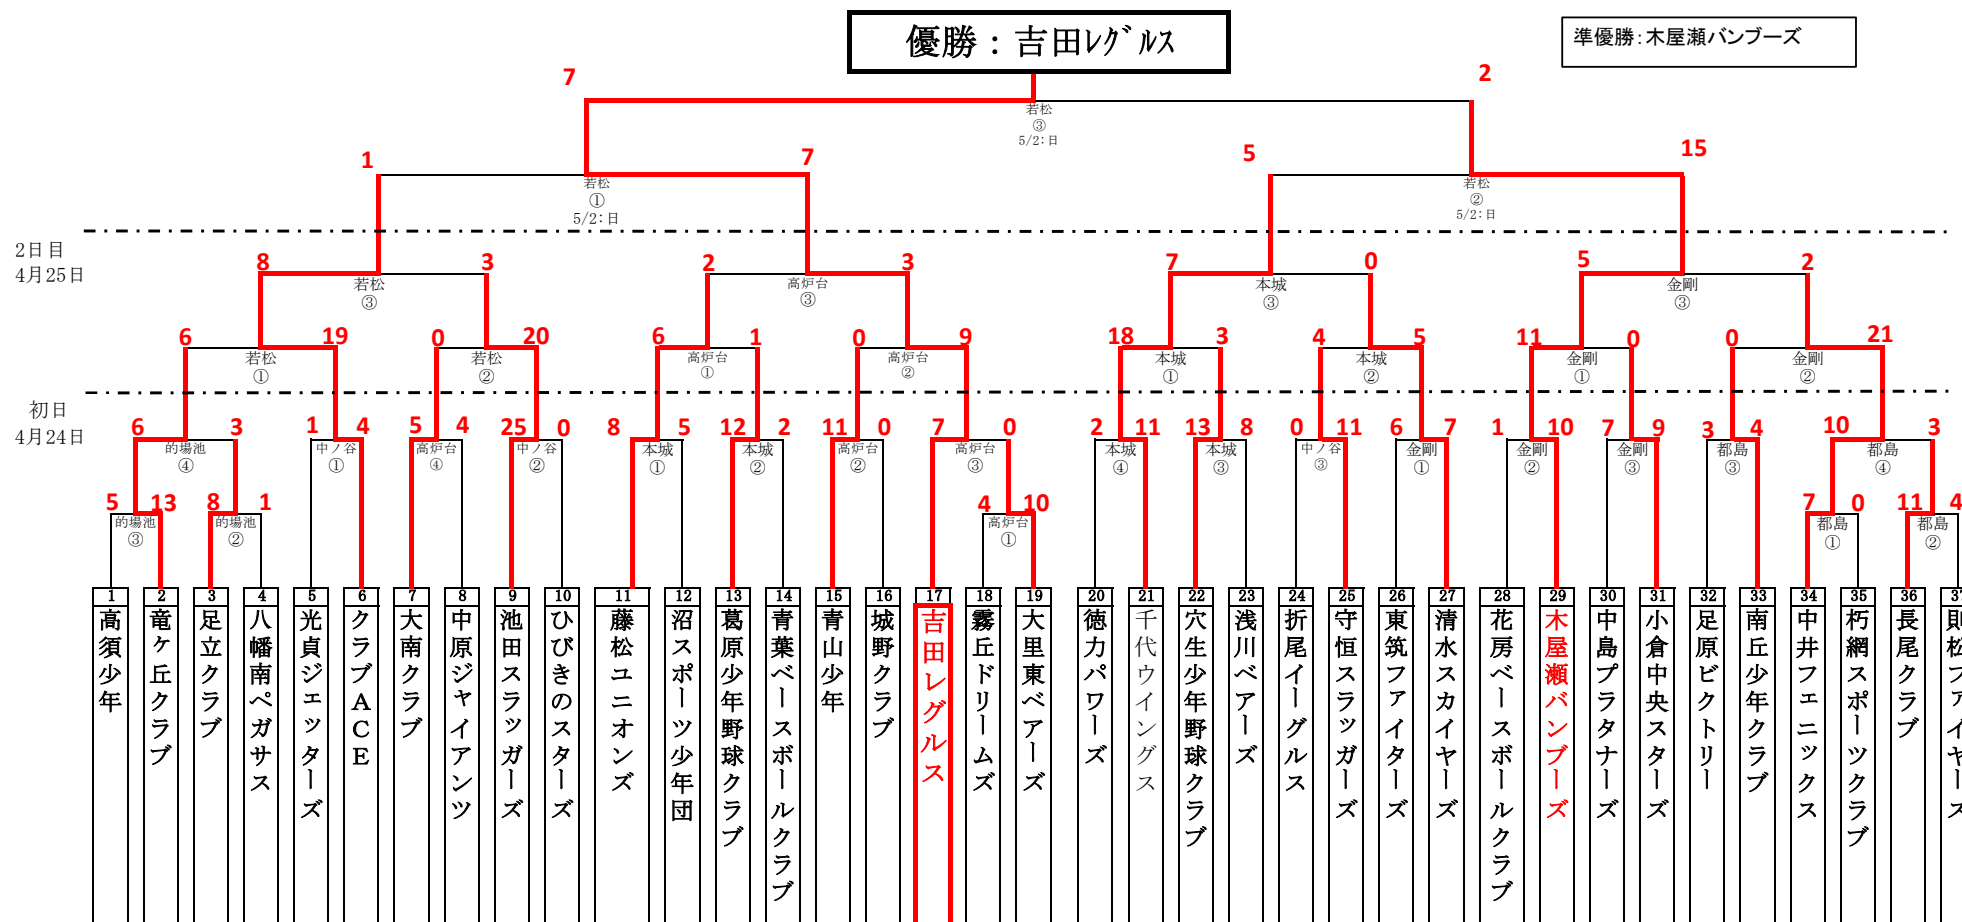 優勝：吉田ﾚｸﾞﾙｽ
準優勝：木屋瀬バンブーズ
7
2
若松
③
5/2：日
1
7
5
15
若松
①
5/2：日
若松
②
5/2：日
2日目
4月25日
8
3
2
3
7
0
5
2
若松
③
高炉台
③
本城
③
金剛
③
6
19
0
20
6
1
0
9
18
3
4
5
11
0
0
21
若松
①
若松
②
高炉台
①
高炉台
②
本城
①
本城
②
金剛
①
金剛
②
初日
4月24日
6
3
1
4
5
4
25
0
8
5
12
2
11
0
7
0
2
11
13
8
0
11
6
7
1
10
7
9
3
4
10
3
的場池
④
中ノ谷
①
高炉台
④
中ノ谷
②
本城
①
本城
②
高炉台
②
高炉台
③
本城
④
本城
③
中ノ谷
③
金剛
①
金剛
②
金剛
③
都島
③
都島
④
5
13
8
1
4
10
7
0
11
4
的場池
③
的場池
②
高炉台
①
都島
①
都島
②
1
高須少年
2
竜ケ丘クラブ
3
足立クラブ
4
八幡南ペガサス
5
光貞ジェッターズ
6
クラブACE
7
大南クラブ
8
中原ジャイアンツ
9
池田スラッガーズ
10
ひびきのスターズ
11
藤松ユニオンズ
12
沼スポーツ少年団
13
葛原少年野球クラブ
14
青葉ベースボールクラブ
15
青山少年
16
城野クラブ
17
吉田レグルス
18
霧丘ドリームズ
19
大里東ベアーズ
20
徳力パワーズ
21
千代ウイングス
22
穴生少年野球クラブ
23
浅川ベアーズ
24
折尾イーグルス
25
守恒スラッガーズ
26
東筑ファイターズ
27
清水スカイヤーズ
28
花房ベースボールクラブ
29
木屋瀬バンブーズ
30
中島プラタナーズ
31
小倉中央スターズ
32
足原ビクトリー
33
南丘少年クラブ
34
中井フェニックス
35
朽網スポーツクラブ
36
長尾クラブ
37
則松ファイヤーズ